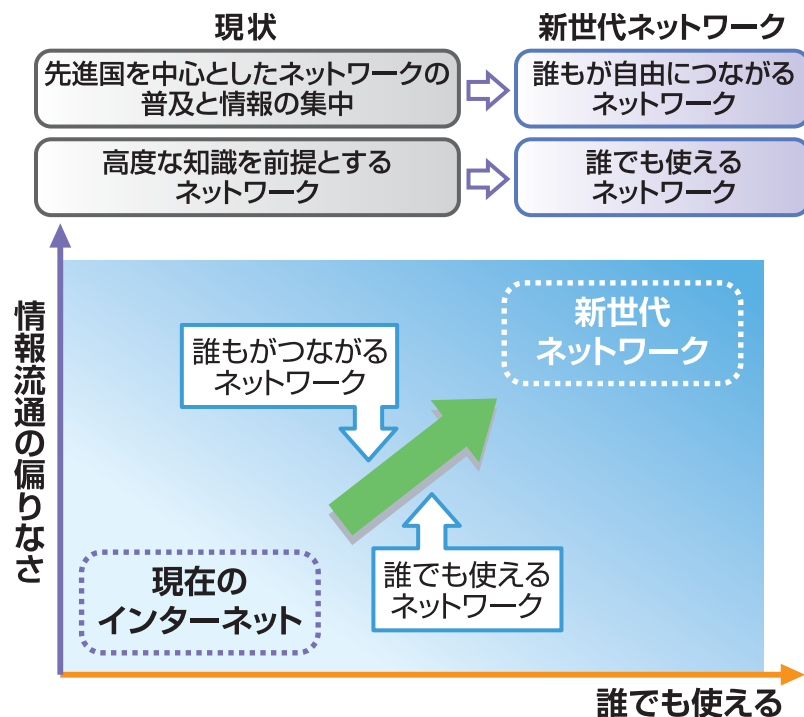 現状
新世代ネットワーク
先進国を中心としたネットワークの
普及と情報の集中
誰もが自由につながる
ネットワーク
高度な知識を前提とする
ネットワーク
誰でも使える
ネットワーク
情報流通の偏りなさ
新世代
ネットワーク
誰もがつながる
ネットワーク
誰でも使える
ネットワーク
現在の
インターネット
誰でも使える